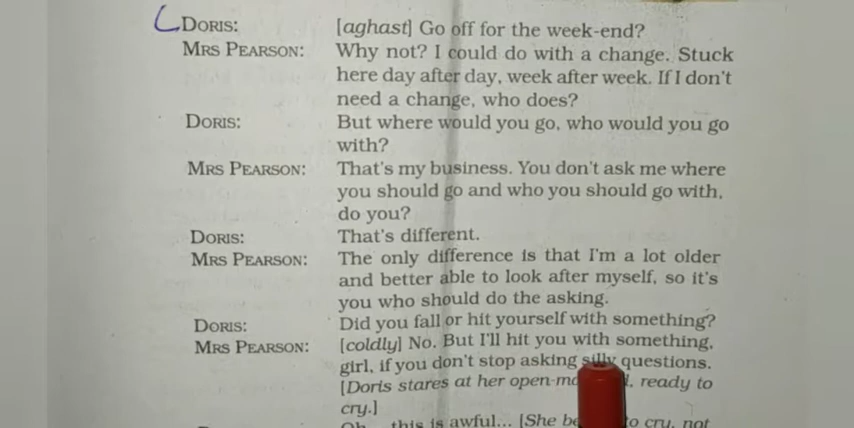 DORIS: [aghast] Go off for the week-end?
MRS PEARSON: Why not? I could do with a change. Stuck
here day after day, week after week. If I don't
need a change, who does?
DORIS: But where would you go, who would you go
with?
MRS PEARSON: That's my business. You don't ask me where
you should go and who you should go with,
do you?
DORIS: That's different.
MRS PEARSON: The only difference is that I'm a lot older
and better able to look after myself, so it's
you who should do the asking.
DORIS: Did you fall or hit yourself with something?
MRS PEARSON: [coldly] No. But I'll hit you with something,
girl, if you don't stop asking silly questions.
[Doris stares at her ready to
cry.]
this is awful... [She to cry, not